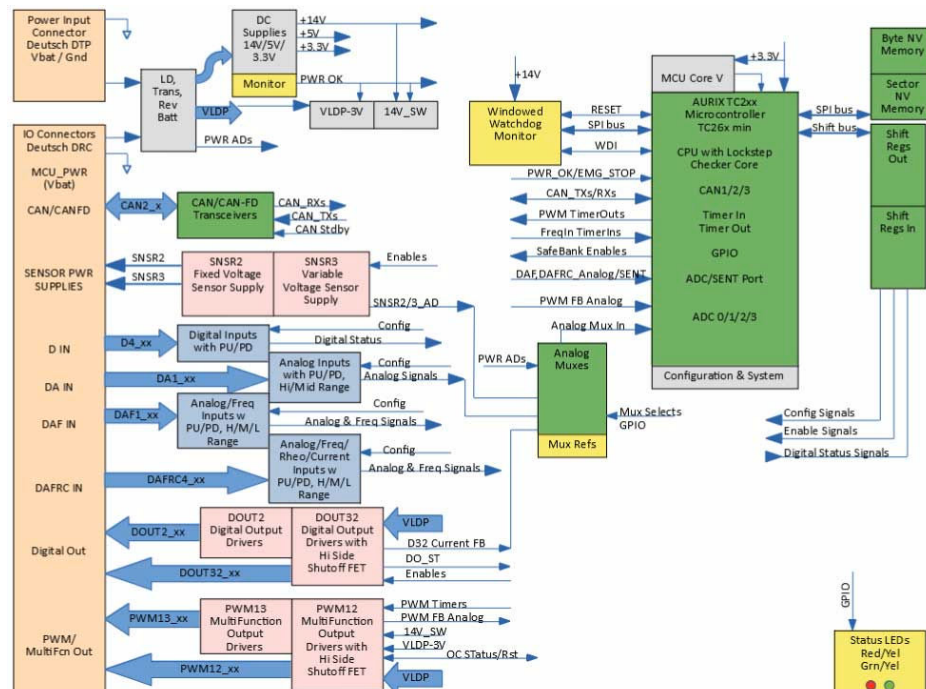 Power Input
Connector
Deutsch DTP
Vbat / Gnd
DC
Supplies
14V/5V/
3.3V
Monitor
+14V
+5V
+3.3V
PWR OK
LD,
Trans,
Rev
Batt
VLDP
VLDP-3V
14V_SW
PWR ADs
IO Connectors
Deutsch DRC
MCU_PWR
(Vbat)
CAN/CANFD
CAN2_x
CAN/CAN-FD
Transceivers
CAN_RXs
CAN_TXs
CAN Stdby
SENSOR PWR
SUPPLIES
SNSR2
SNSR3
SNSR2
Fixed Voltage
Sensor Supply
SNSR3
Variable
Voltage Sensor
Supply
Enables
SNSR2/3_AD
D IN
D4_xx
Digital Inputs
with PU/PD
Config
Digital Status
DA IN
DA1_xx
Analog Inputs
with PU/PD,
Hi/Mid Range
Config
Analog Signals
DAF IN
DAF1_xx
Analog/Freq
Inputs w
PU/PD, H/M/L
Range
Config
Analog & Freq Signals
DAFRC IN
DAFRC4_xx
Analog/Freq/
Rheo/Current
Inputs w
PU/PD, H/M/L
Range
Config
Analog & Freq Signals
Digital Out
DOUT2_xx
DOUT32_xx
DOUT2
Digital Output
Drivers
DOUT32
Digital Output
Drivers with
Hi Side
Shutoff FET
VLDP
D32 Current FB
DO_ST
Enables
PWM/
MultiFcn Out
PWM13_xx
PWM12_xx
PWM13
MultiFunction
Output
Drivers
PWM12
MultiFunction
Output
Drivers with
Hi Side
Shutoff FET
PWM Timers
PWM FB Analog
14V_SW
VLDP-3V
OC STatus/Rst
VLDP
+14V
Windowed
Watchdog
Monitor
RESET
SPI bus
WDI
PWR_OK/EMG_STOP
CAN_TXs/RXs
PWM TimerOuts
FreqIn TimerIns
SafeBank Enables
DAF,DAFRC_Analog/SENT
PWM FB Analog
Analog Mux In
PWR ADs
Analog
Muxes
Mux Refs
Mux Selects
GPIO
+3.3V
MCU Core V
AURIX TC2xx
Microcontroller
TC26x min
CPU with Lockstep
Checker Core
CAN1/2/3
Timer In
Timer Out
GPIO
ADC/SENT Port
ADC 0/1/2/3
Configuration & System
SPI bus
Shift bus
Byte NV
Memory
Sector
NV
Memory
Shift
Regs
Out
Shift
Regs In
Config Signals
Enable Signals
Digital Status Signals
GPIO
Status LEDs
Red/Yel
Grn/Yel